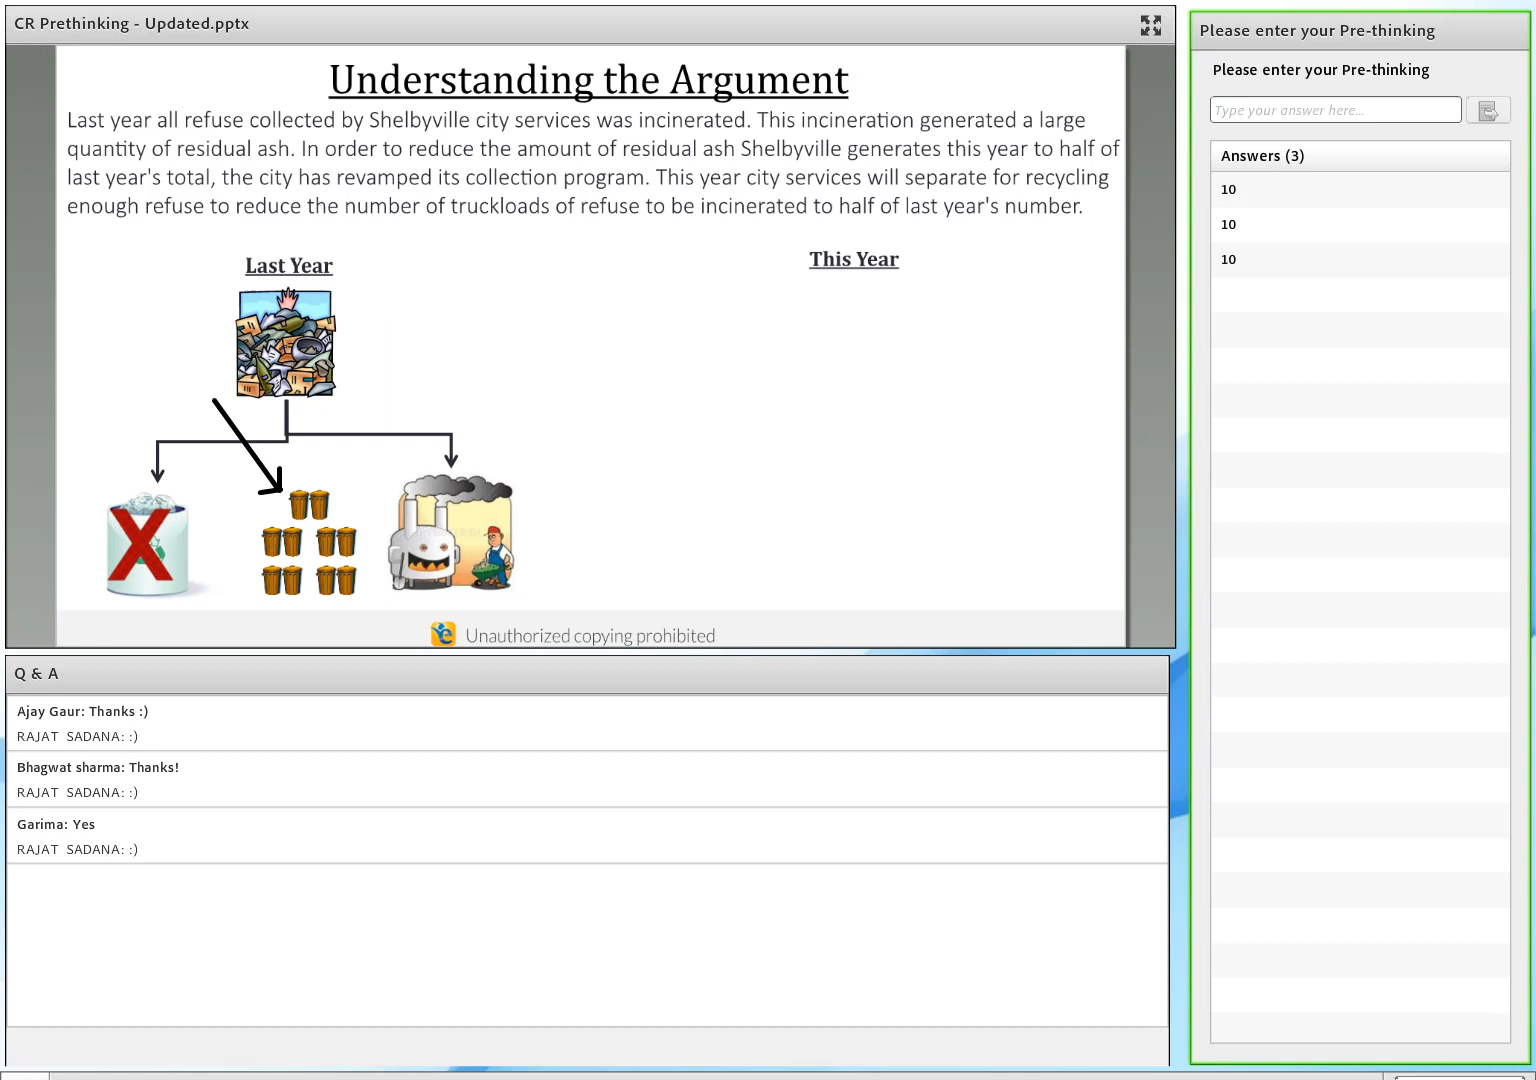 CR Prethinking - Updated.pptx
Understanding the Argument
Last year all refuse collected by Shelbyville city services was incinerated. This incineration generated a large
quantity of residual ash. In order to reduce the amount of residual ash Shelbyville generates this year to half of
last year's total, the city has revamped its collection program. This year city services will separate for recycling
enough refuse to reduce the number of truckloads of refuse to be incinerated to half of last year's number.
Last Year
This Year
X
Unauthorized copying prohibited
Q & A
Ajay Gaur: Thanks :)
RAJAT SADANA: :)
Bhagwat sharma: Thanks!
RAJAT SADANA: :)
Garima: Yes
RAJAT SADANA: :)
Please enter your Pre-thinking
Please enter your Pre-thinking
Type your answer here...
Answers (3)
10
10
10